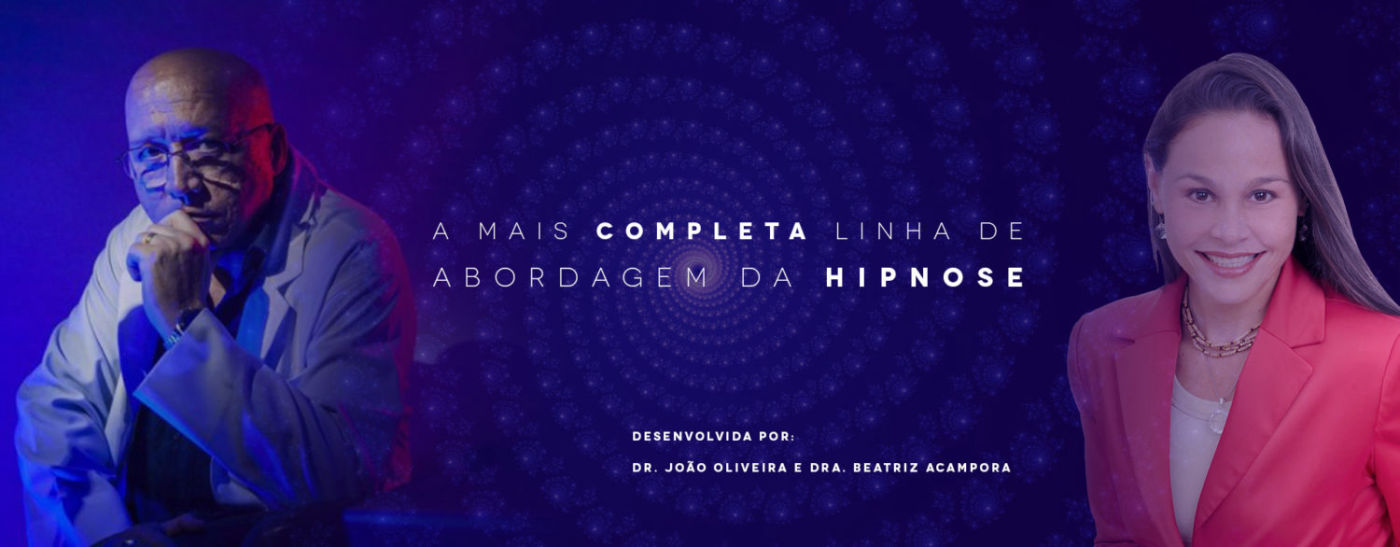 A MAIS COMPLETA LINHA DE
ABORDAGEM DA HIPNOSE
DESENVOLVIDA POR:
DR. JOÃO OLIVEIRA E DRA. BEATRIZ ACAMPORA